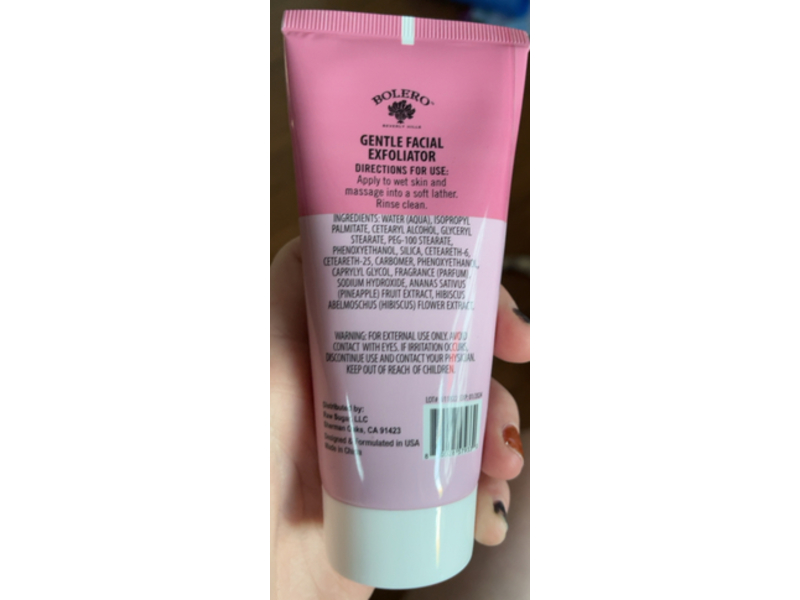 BOLERO™
BEVERLY HILLS
GENTLE FACIAL
EXFOLIATOR
DIRECTIONS FOR USE:
Apply to wet skin and
massage into a soft lather.
Rinse clean.
INGREDIENTS: WATER (AQUA), ISOPROPYL
PALMITATE, CETEARYL ALCOHOL, GLYCERYL
STEARATE, PEG-100 STEARATE,
PHENOXYETHANOL, SILICA, CETEARETH-6,
CETEARETH-25, CARBOMER, PHENOXYETHANOL,
CAPRYLYL GLYCOL, FRAGRANCE (PARFUM),
SODIUM HYDROXIDE, ANANAS SATIVUS
(PINEAPPLE) FRUIT EXTRACT, HIBISCUS
ABELMOSCHUS (HIBISCUS) FLOWER EXTRACT.
WARNING: FOR EXTERNAL USE ONLY. AVOID
CONTACT WITH EYES. IF IRRITATION OCCURS,
DISCONTINUE USE AND CONTACT YOUR PHYSICIAN.
KEEP OUT OF REACH OF CHILDREN.
Distributed by:
Raw Sugar, LLC
Sherman Oaks, CA 91423
Designed & Formulated in USA
Made in China